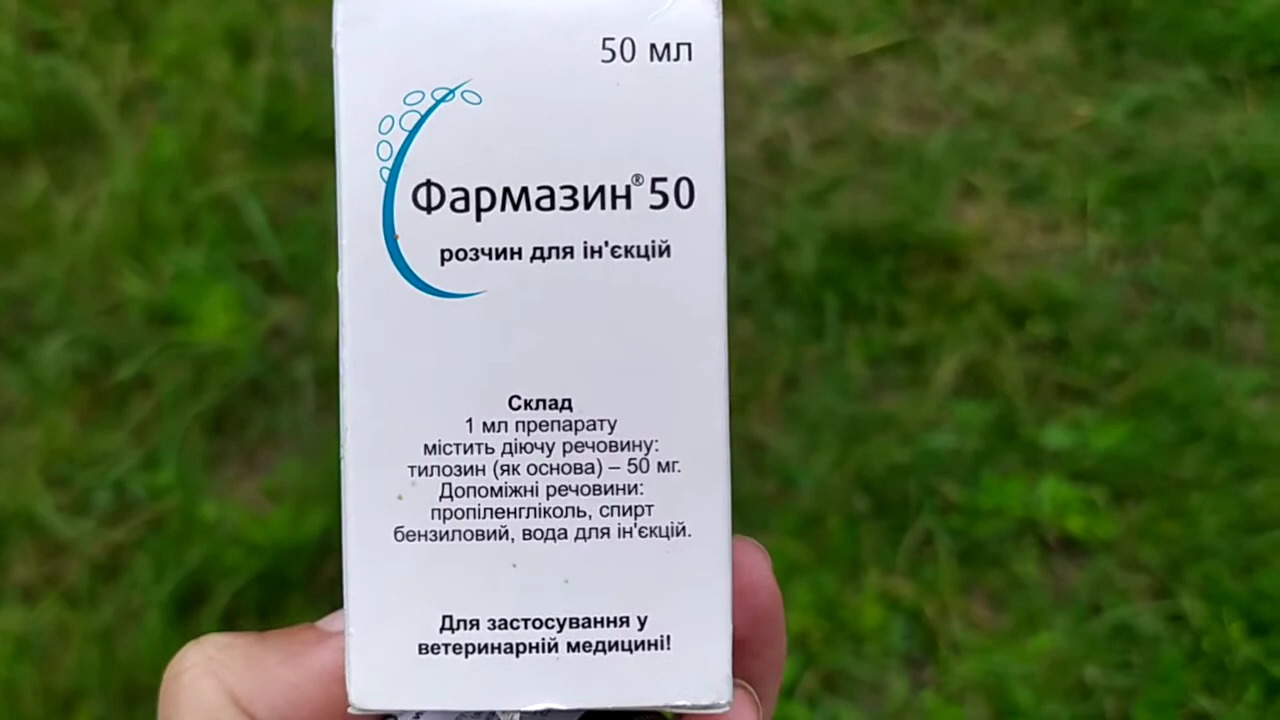 50 мл
Фармазин® 50
розчин для ін'єкцій
Склад
1 мл препарату
містить діючу речовину:
тилозин (як основа) – 50 мг.
Допоміжні речовини:
пропіленгліколь, спирт
бензиловий, вода для ін'єкцій.
Для застосування у
ветеринарній медицині!